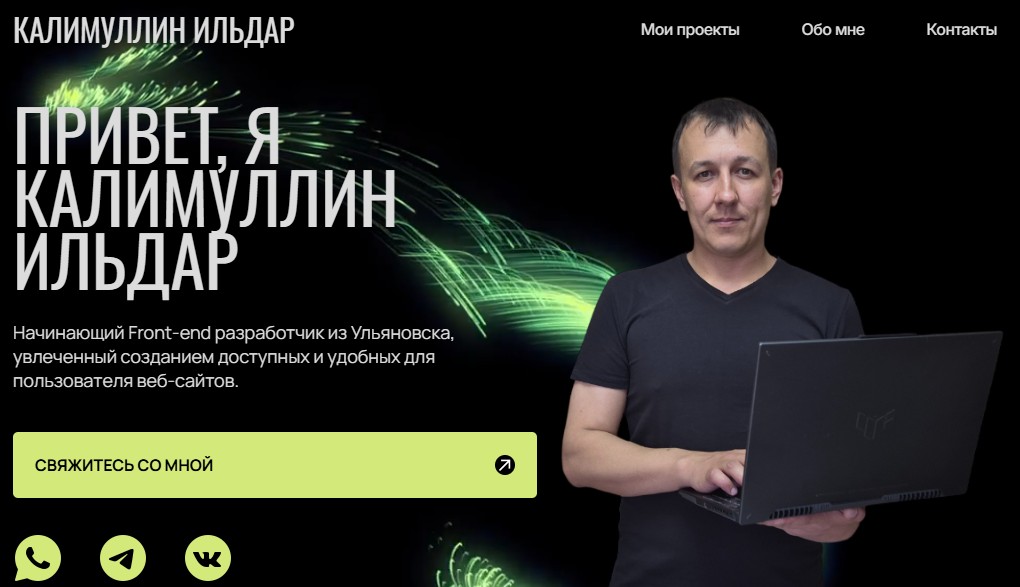 КАЛИМУЛЛИН ИЛЬДАР
Мои проекты
Обо мне
Контакты
ПРИВЕТ, Я
КАЛИМУЛЛИН
ИЛЬДАР
Начинающий Front-end разработчик из Ульяновска,
увлеченный созданием доступных и удобных для
пользователя веб-сайтов.
СВЯЖИТЕСЬ СО МНОЙ